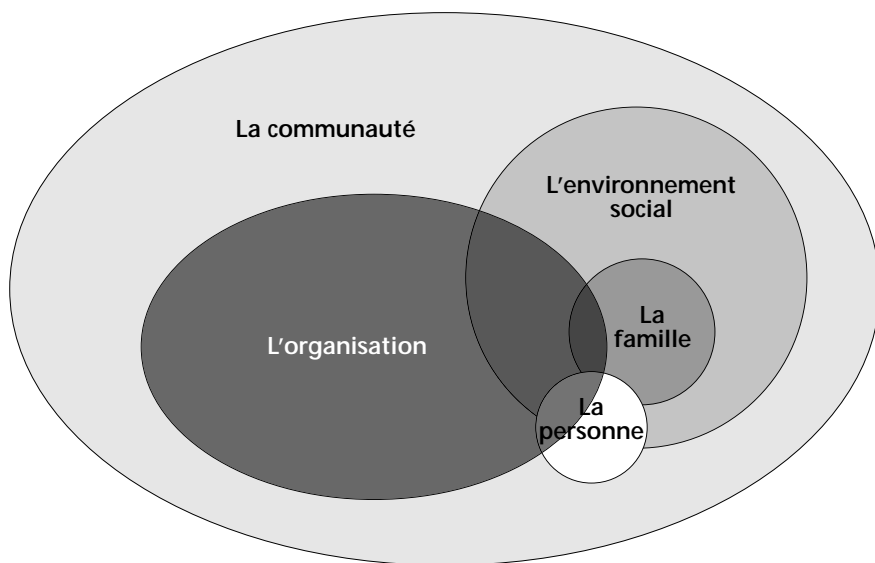 La communauté
L'environnement
social
L'organisation
La
famille
La
personne